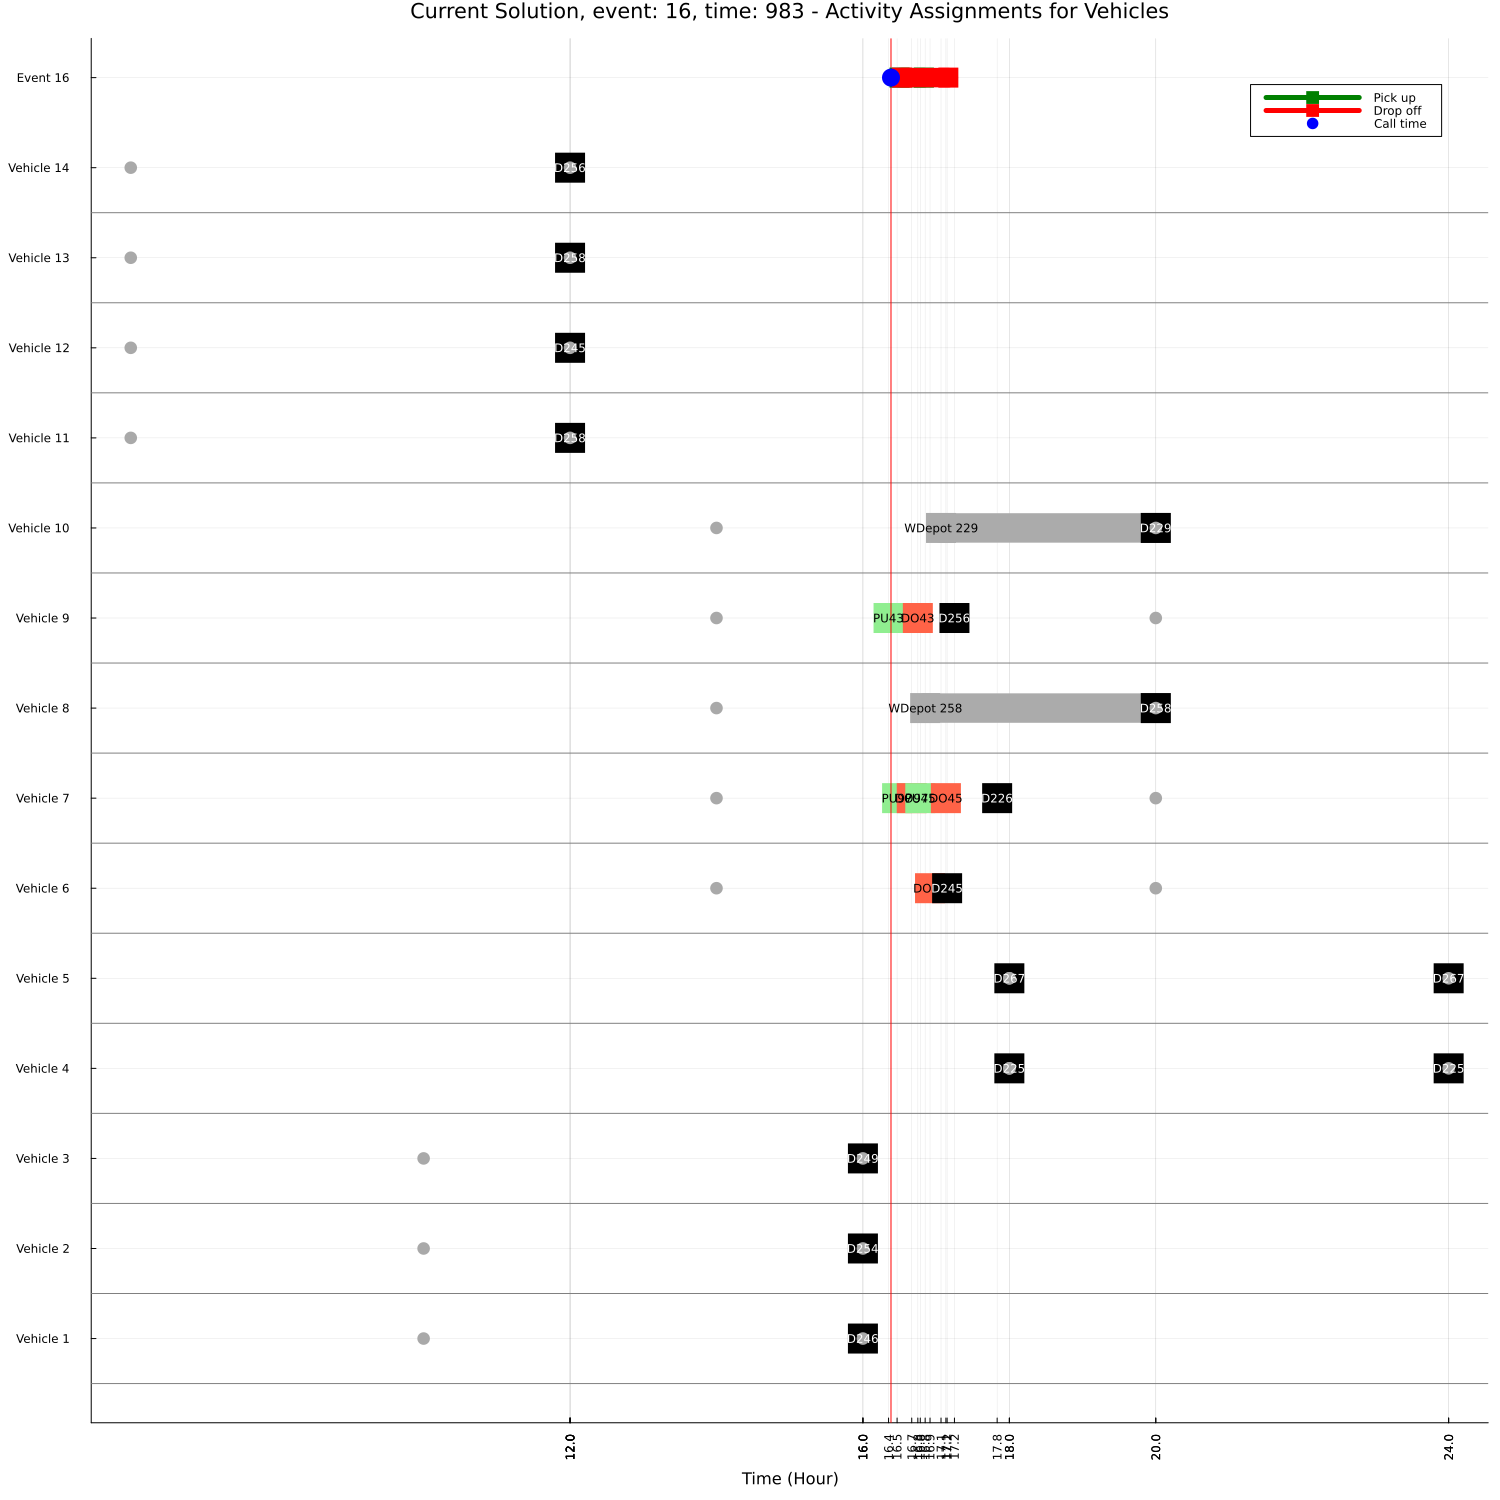 Current Solution, event: 16, time: 983 - Activity Assignments for Vehicles
Event 16
Pick up
Drop off
Call time
Vehicle 14
D256
Vehicle 13
D258
Vehicle 12
D245
Vehicle 11
D258
Vehicle 10
WDepot 229
D229
Vehicle 9
PU43
DO43
D256
Vehicle 8
WDepot 258
D258
Vehicle 7
DO45
D226
Vehicle 6
D245
Vehicle 5
D267
D267
Vehicle 4
D225
D225
Vehicle 3
D249
Vehicle 2
D254
Vehicle 1
D246
12.0
16.0
16.4
16.5
16.9
17.2
17.8
18.0
20.0
24.0
Time (Hour)